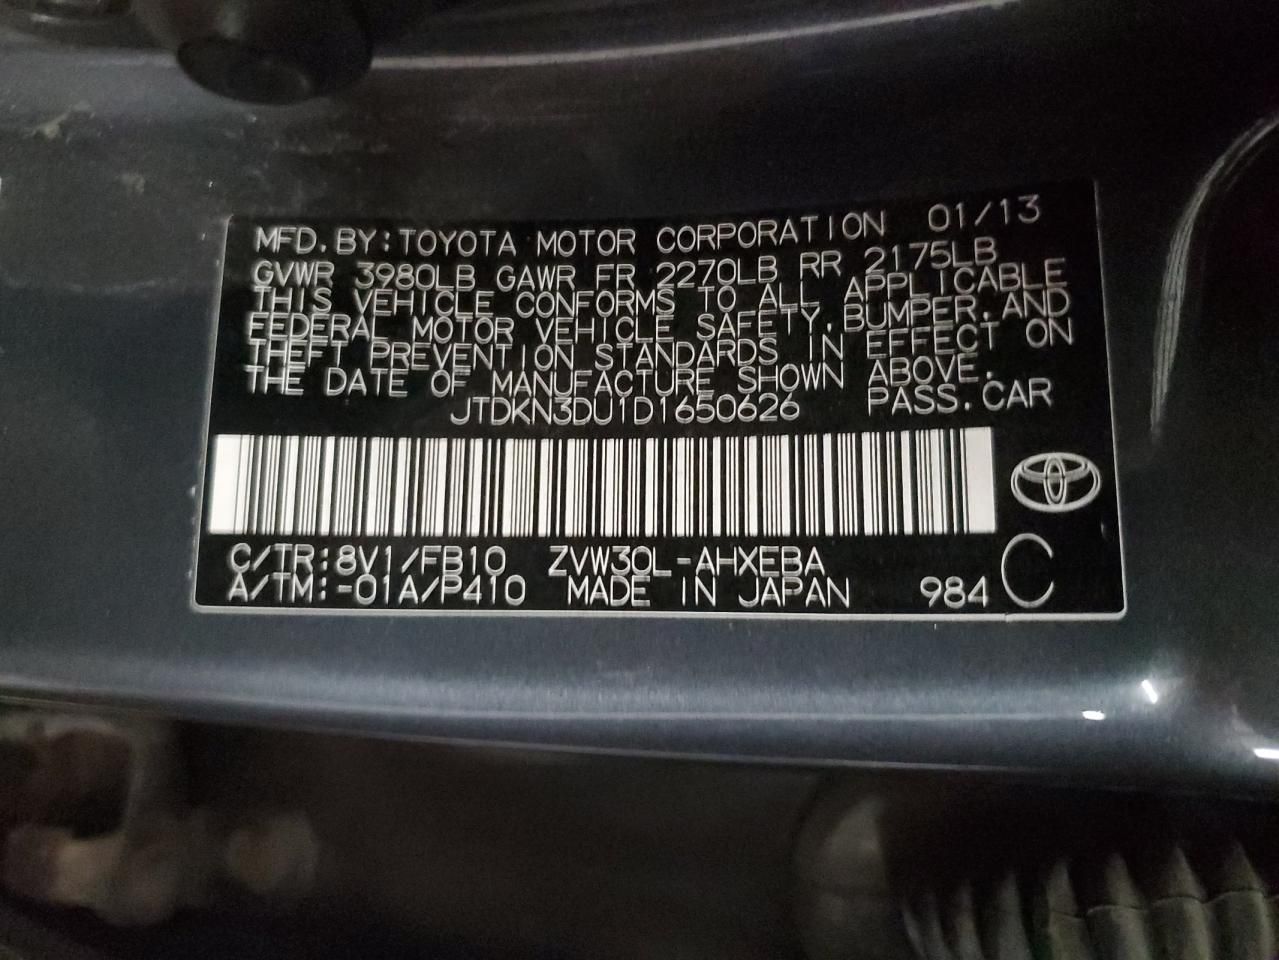 MFD.BY:TOYOTA MOTOR CORPORATION 01/13
GVWR 3980LB GAWR FR 2270LB RR 2175LB
THIS VEHICLE CONFORMS TO ALL APPLICABLE
FEDERAL MOTOR VEHICLE SAFETY,BUMPER,AND
THEFT PREVENTION STANDARDS IN EFFECT ON
THE DATE OF MANUFACTURE SHOWN ABOVE.
JTDKN3DU1D1650626 PASS.CAR
C/TR:8V1/FB10 ZVW30L-AHXEBA
A/TM:-01A/P410 MADE IN JAPAN 984 C